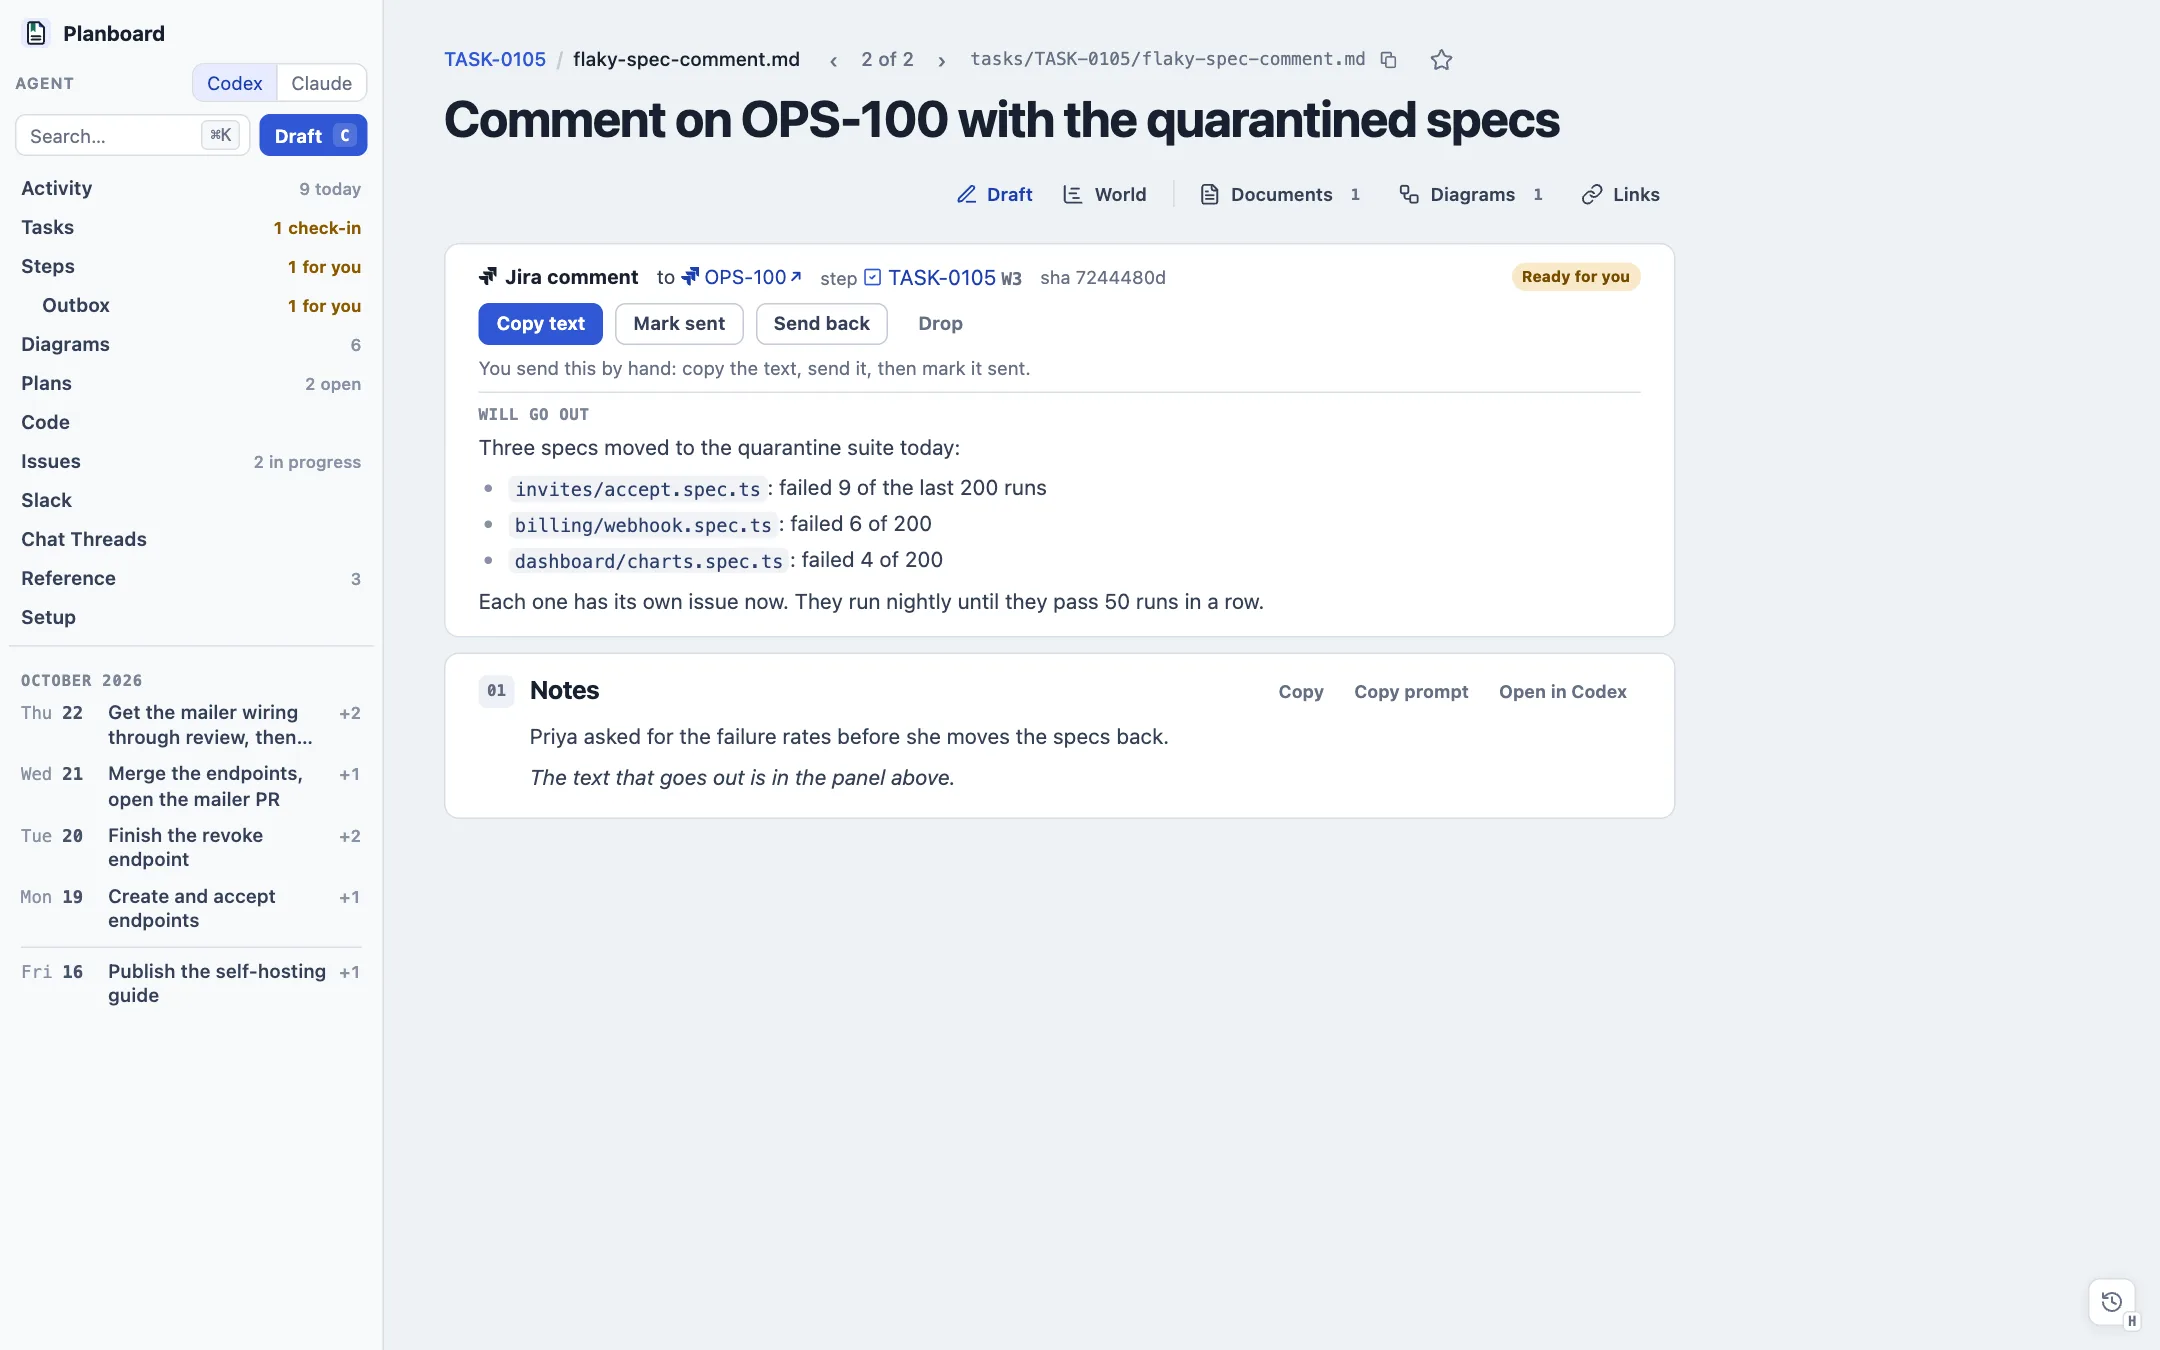 Planboard
AGENT
Codex
Claude
Search...
⌘K
Draft C
Activity 9 today
Tasks 1 check-in
Steps 1 for you
Outbox 1 for you
Diagrams 6
Plans 2 open
Code
Issues 2 in progress
Slack
Chat Threads
Reference 3
Setup
OCTOBER 2026
Thu 22 Get the mailer wiring +2
through review, then...
Wed 21 Merge the endpoints, +1
open the mailer PR
Tue 20 Finish the revoke +2
endpoint
Mon 19 Create and accept +1
endpoints
Fri 16 Publish the self-hosting +1
guide
TASK-0105 / flaky-spec-comment.md ‹ 2 of 2 › tasks/TASK-0105/flaky-spec-comment.md
Comment on OPS-100 with the quarantined specs
Draft
World
Documents 1
Diagrams 1
Links
Jira comment to OPS-100 step TASK-0105 W3 sha 7244480d
Ready for you
Copy text
Mark sent
Send back
Drop
You send this by hand: copy the text, send it, then mark it sent.
WILL GO OUT
Three specs moved to the quarantine suite today:
• invites/accept.spec.ts: failed 9 of the last 200 runs
• billing/webhook.spec.ts: failed 6 of 200
• dashboard/charts.spec.ts: failed 4 of 200
Each one has its own issue now. They run nightly until they pass 50 runs in a row.
01 Notes
Copy
Copy prompt
Open in Codex
Priya asked for the failure rates before she moves the specs back.
The text that goes out is in the panel above.
H